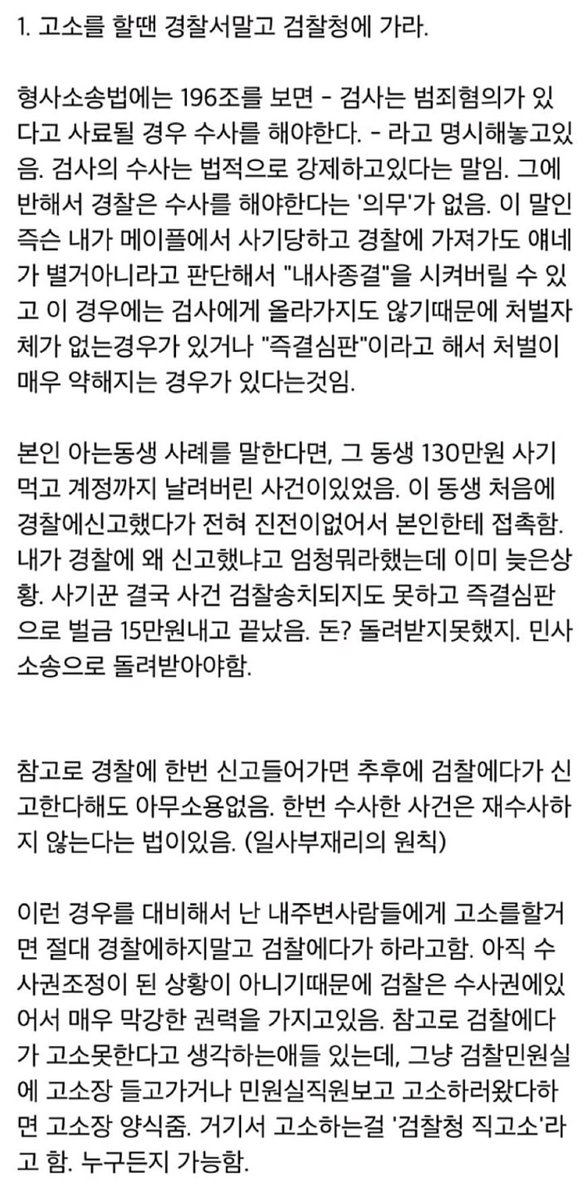 1. 고소를 할땐 경찰서말고 검찰청에 가라.
형사소송법에는 196조를 보면 - 검사는 범죄혐의가 있
다고 사료될 경우 수사를 해야한다. - 라고 명시해놓고있
음. 검사의 수사는 법적으로 강제하고있다는 말임. 그에
반해서 경찰은 수사를 해야한다는 '의무'가 없음. 이 말인
즉슨 내가 메이플에서 사기당하고 경찰에 가져가도 얘네
가 별거아니라고 판단해서 "내사종결"을 시켜버릴 수 있
고 이 경우에는 검사에게 올라가지도 않기때문에 처벌자
체가 없는경우가 있거나 "즉결심판"이라고 해서 처벌이
매우 약해지는 경우가 있다는것임.
본인 아는동생 사례를 말한다면, 그 동생 130만원 사기
먹고 계정까지 날려버린 사건이있었음. 이 동생 처음에
경찰에신고했다가 전혀 진전이없어서 본인한테 접촉함.
내가 경찰에 왜 신고했냐고 엄청뭐라했는데 이미 늦은상
황. 사기꾼 결국 사건 검찰송치되지도 못하고 즉결심판
으로 벌금 15만원내고 끝났음. 돈? 돌려받지못했지. 민사
소송으로 돌려받아야함.
참고로 경찰에 한번 신고들어가면 추후에 검찰에다가 신
고한다해도 아무소용없음. 한번 수사한 사건은 재수사하
지 않는다는 법이있음. (일사부재리의 원칙)
이런 경우를 대비해서 난 내주변사람들에게 고소를할거
면 절대 경찰에하지말고 검찰에다가 하라고함. 아직 수
사권조정이 된 상황이 아니기때문에 검찰은 수사권에있
어서 매우 막강한 권력을 가지고있음. 참고로 검찰에다
가 고소못한다고 생각하는애들 있는데, 그냥 검찰민원실
에 고소장 들고가거나 민원실직원보고 고소하러왔다하
면 고소장 양식줌. 거기서 고소하는걸 '검찰청 직고소'라
고 함. 누구든지 가능함.